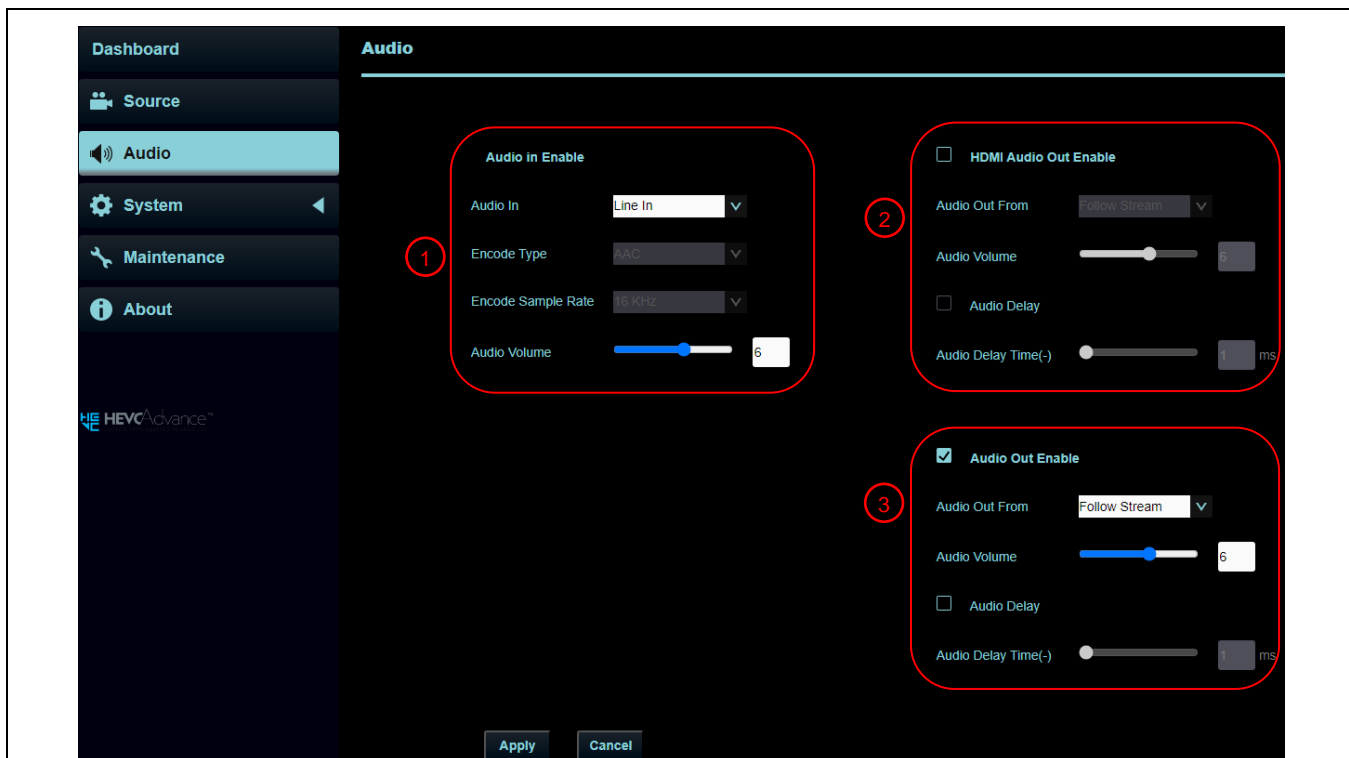 Dashboard
Source
Audio
System
Maintenance
About
HEVCAdvance™
Audio
1
Audio in Enable
Audio In Line In
Encode Type AAC
Encode Sample Rate 16 KHz
Audio Volume 6
2
HDMI Audio Out Enable
Audio Out From Follow Stream
Audio Volume 6
Audio Delay
Audio Delay Time(-) 1 ms
3
Audio Out Enable
Audio Out From Follow Stream
Audio Volume 6
Audio Delay
Audio Delay Time(-) 1 ms
Apply Cancel